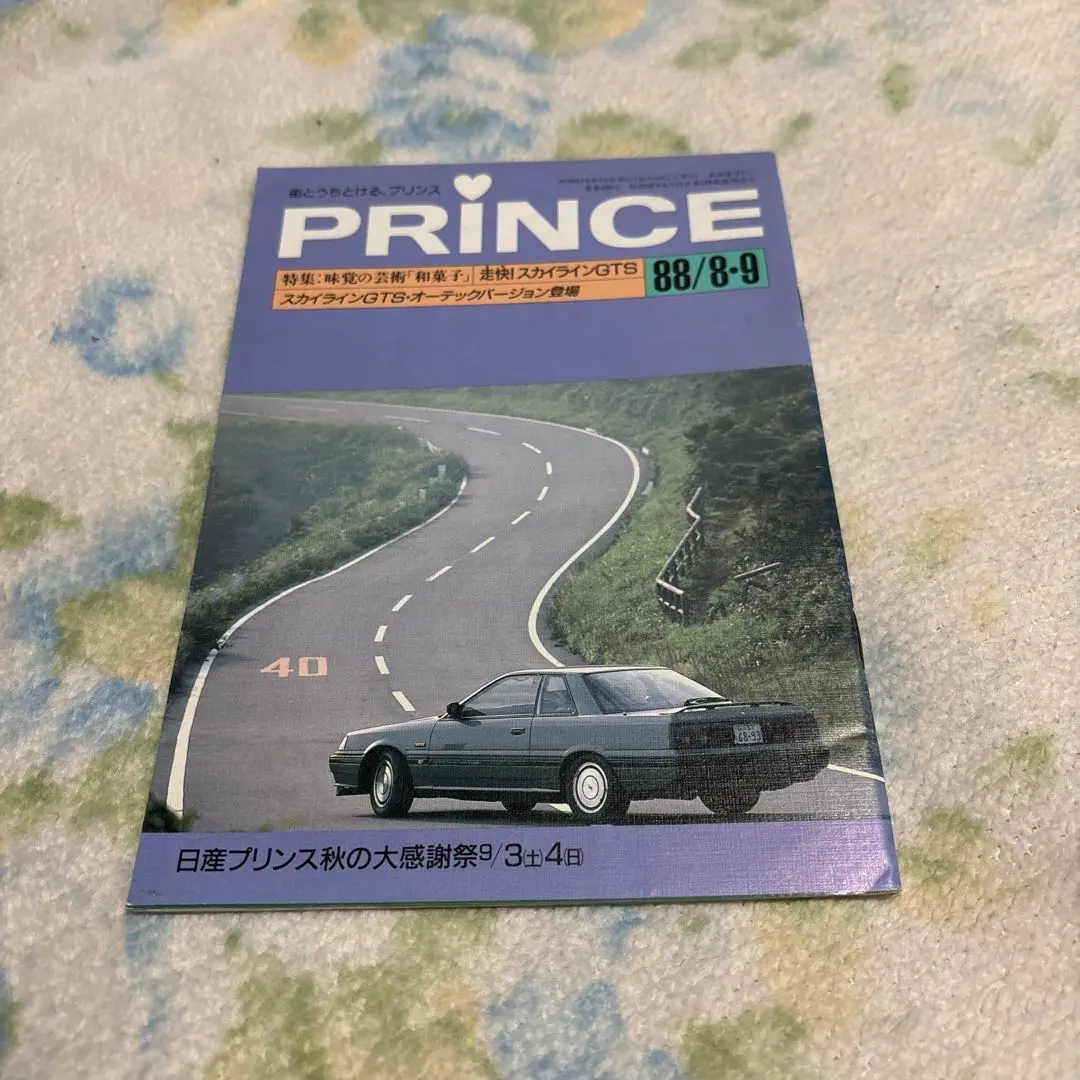 街とうちとける、プリンス
PRINCE
特集:味覚の芸術「和菓子」 走快!スカイラインGTS
スカイラインGTS・オーテックバージョン登場
88/8・9
40
68-93
日産プリンス秋の大感謝祭9/3(土)4(日)